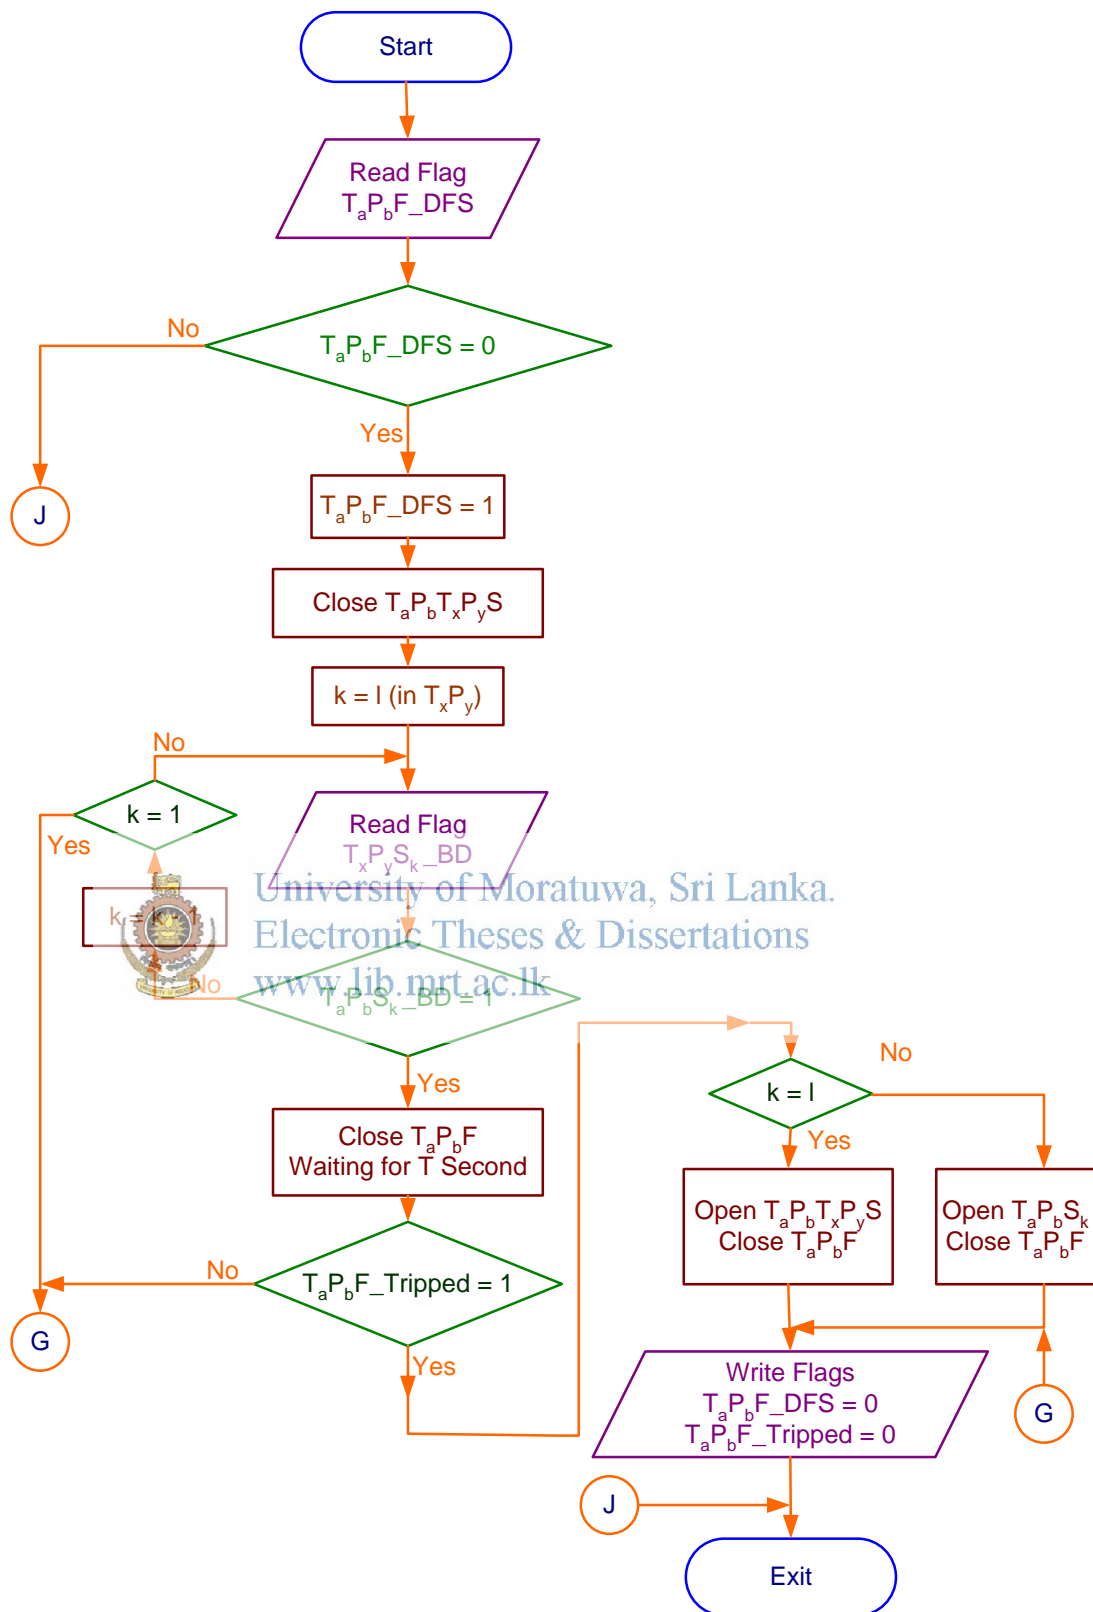 Start
Read Flag
TaPbF_DFS
No
TaPbF_DFS = 0
Yes
TaPbF_DFS = 1
J
Close TaPbTxPyS
k = l (in TxPy)
No
k = 1
Yes
Read Flag
TxPySk_BD
University of Moratuwa, Sri Lanka.
k = k - 1
Electronic Theses & Dissertations
No
www.lib.mrt.ac.lk
TaPbSk_BD = 1
Yes
No
k = l
Yes
Close TaPbF
Waiting for T Second
Open TaPbTxPyS
Close TaPbF
Open TaPbSk
Close TaPbF
No
TaPbF_Tripped = 1
G
Yes
Write Flags
TaPbF_DFS = 0
TaPbF_Tripped = 0
G
J
Exit